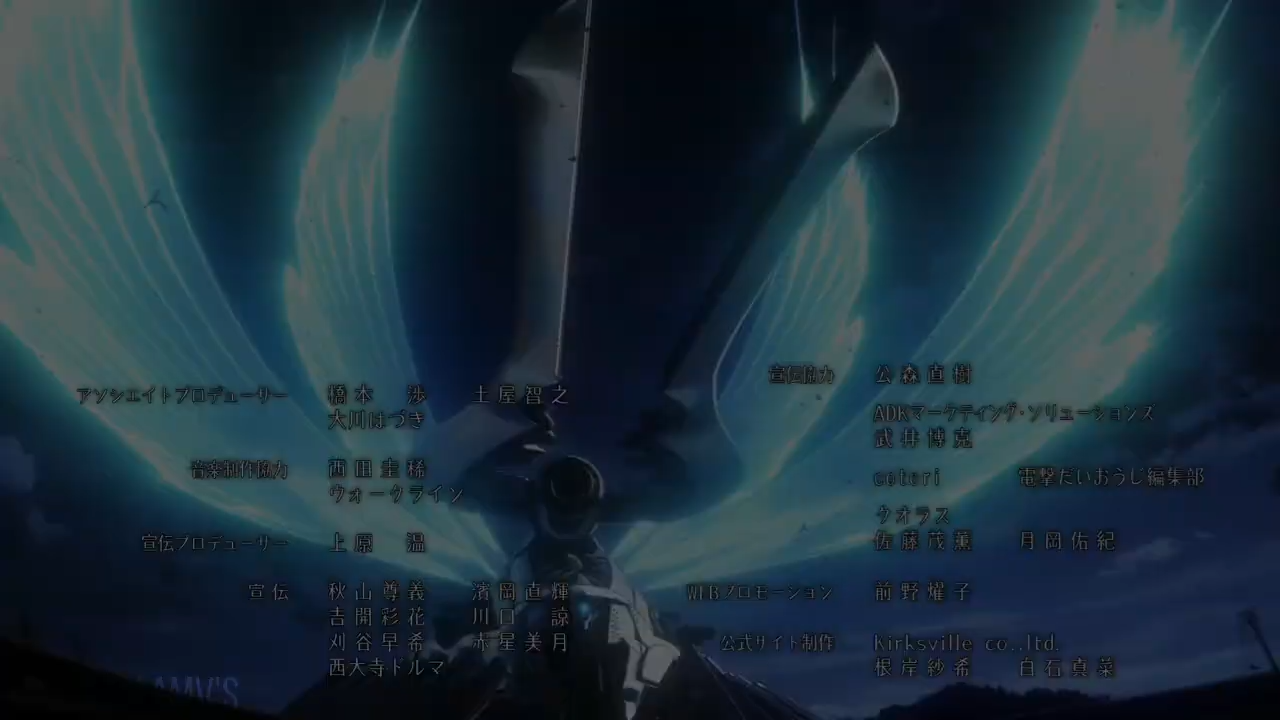 アソシエイトプロデューサー 橋本 渉 土屋智之
大川はづき
音楽制作協力 西田圭稀
ウォークライン
宣伝プロデューサー 上原 温
宣伝 秋山尊義 濱岡直輝
吉開彩花 川口 諒
刈谷早希 赤星美月
西大寺ドルマ
宣伝協力 公森直樹
ADKマーケティング・ソリューションズ
武井博克
coteri 電撃だいおうじ編集部
クオラス
佐藤茂薫 月岡佑紀
WEBプロモーション 前野耀子
公式サイト制作 kirksville co.,ltd.
根岸紗希 白石真菜
AMV'S